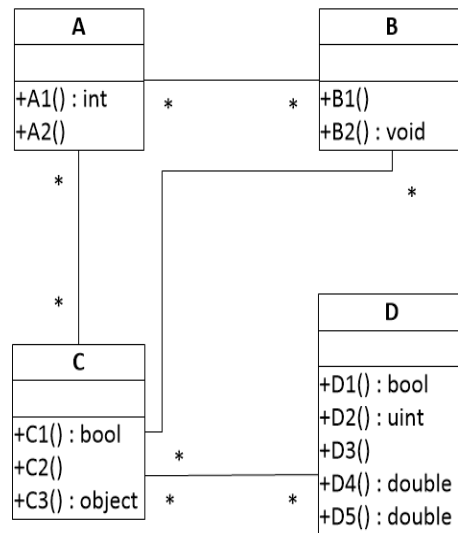 A
+A1() : int
+A2()
B
+B1()
+B2() : void
*
*
*
*
*
C
+C1() : bool
+C2()
+C3() : object
*
*
*
D
+D1() : bool
+D2() : uint
+D3()
+D4() : double
+D5() : double